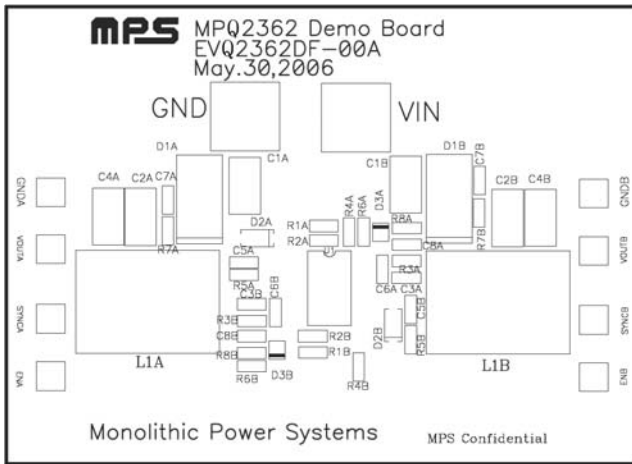 mps MPQ2362 Demo Board
EVQ2362DF-00A
May.30,2006
GND VIN
D1A C1A C1B D1B C7B
C4A C2A C7A C2B C4B
GNDA R4A R6A D3A GNDB
R1A R8A
D2A R2A C8A
VOUTA R7A U1 R7B VOUTB
C5A R3A
R5A C6A C3A
C3B C6B C5B
SYNCA R3B SYNCB
C8B R2B D2B
R8B R1B R5B
L1A R6B D3B R4B L1B
ENA ENB
Monolithic Power Systems MPS Confidential